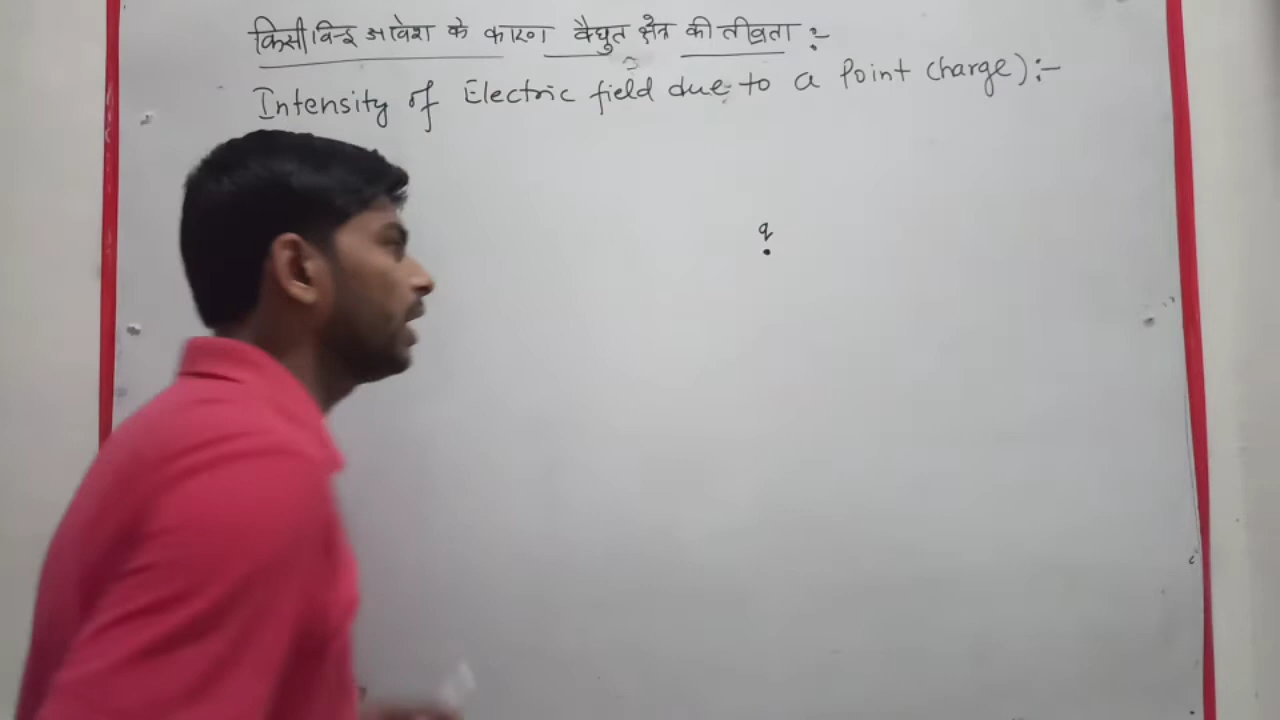 किसी विन्दु आवेश के कारण वैद्युत क्षेत्र की तीव्रता :-
Intensity of Electric field due to a Point Charge) :-
q